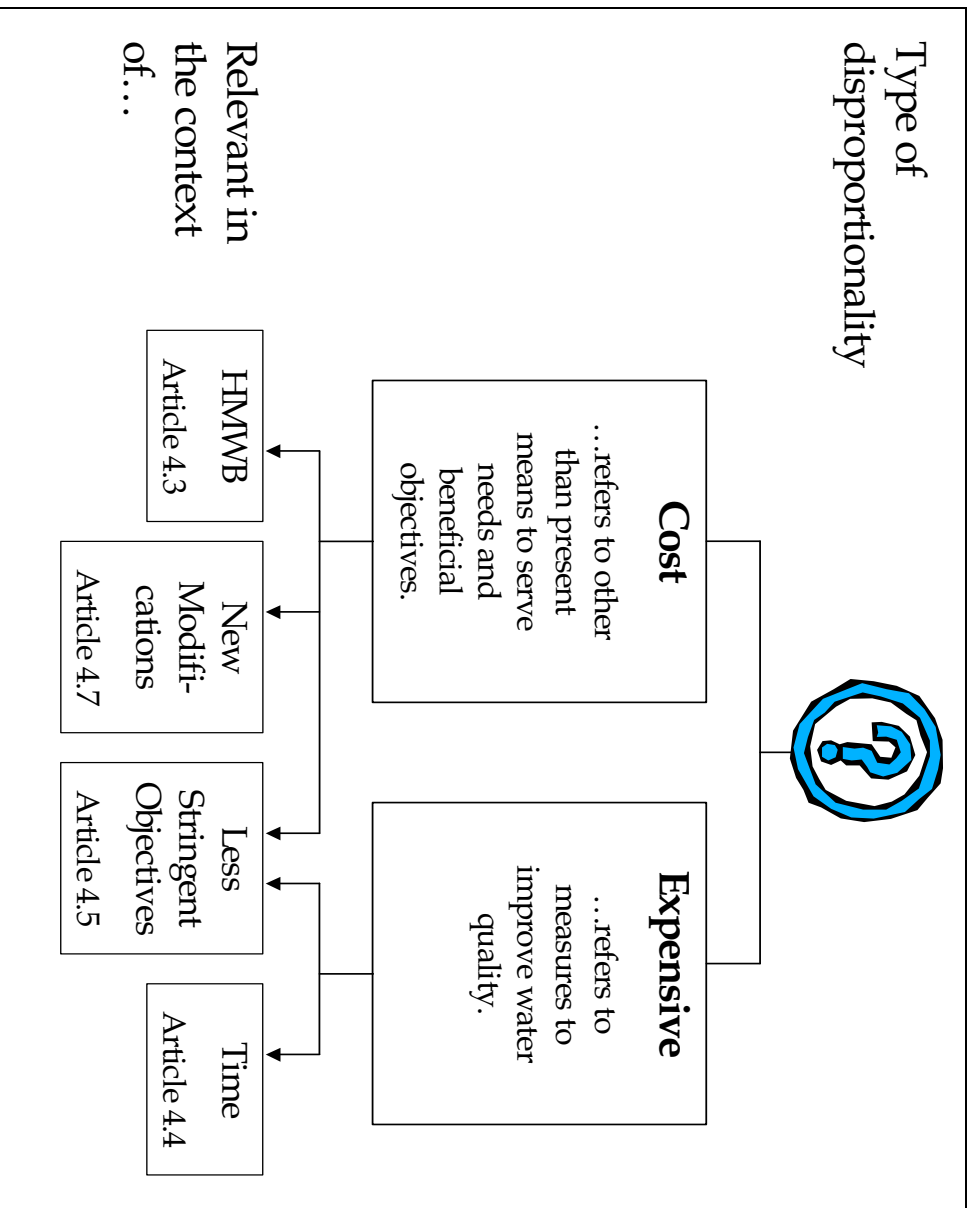 Type of
disproportionality
Cost
…refers to other
than present
means to serve
needs and
beneficial
objectives.
Expensive
…refers to
measures to
improve water
quality.
Relevant in
the context
of….
HMWB
Article 4.3
New
Modifi-
cations
Article 4.7
Less
Stringent
Objectives
Article 4.5
Time
Article 4.4